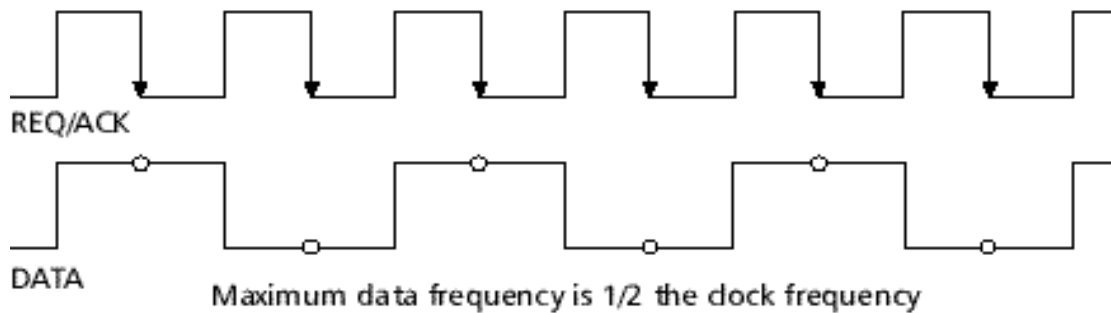 REQ/ACK
DATA
Maximum data frequency is 1/2 the clock frequency